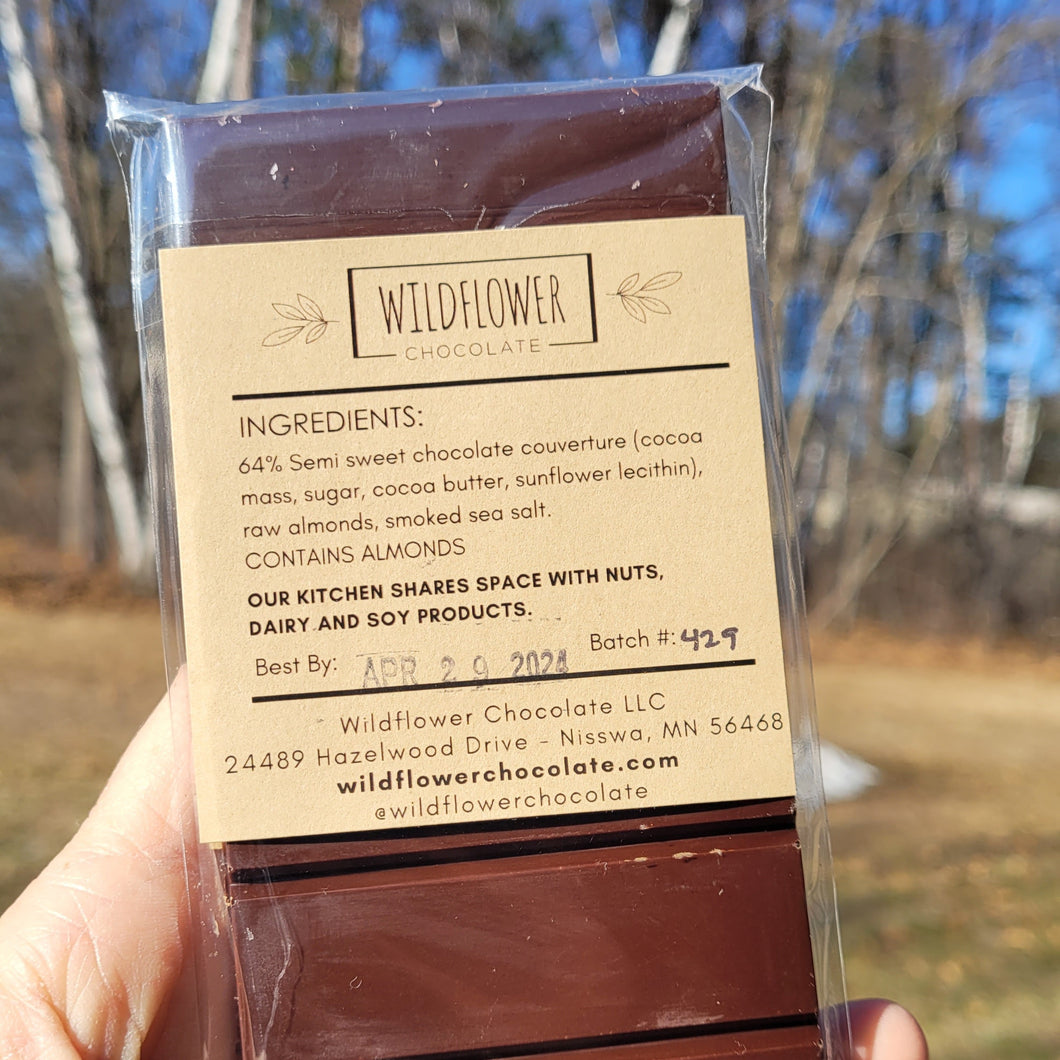 WILDFLOWER
CHOCOLATE
INGREDIENTS:
64% Semi sweet chocolate couverture (cocoa
mass, sugar, cocoa butter, sunflower lecithin),
raw almonds, smoked sea salt.
CONTAINS ALMONDS
OUR KITCHEN SHARES SPACE WITH NUTS,
DAIRY AND SOY PRODUCTS.
Best By: APR 29 2024 Batch #: 429
Wildflower Chocolate LLC
24489 Hazelwood Drive - Nisswa, MN 56468
wildflowerchocolate.com
@wildflowerchocolate